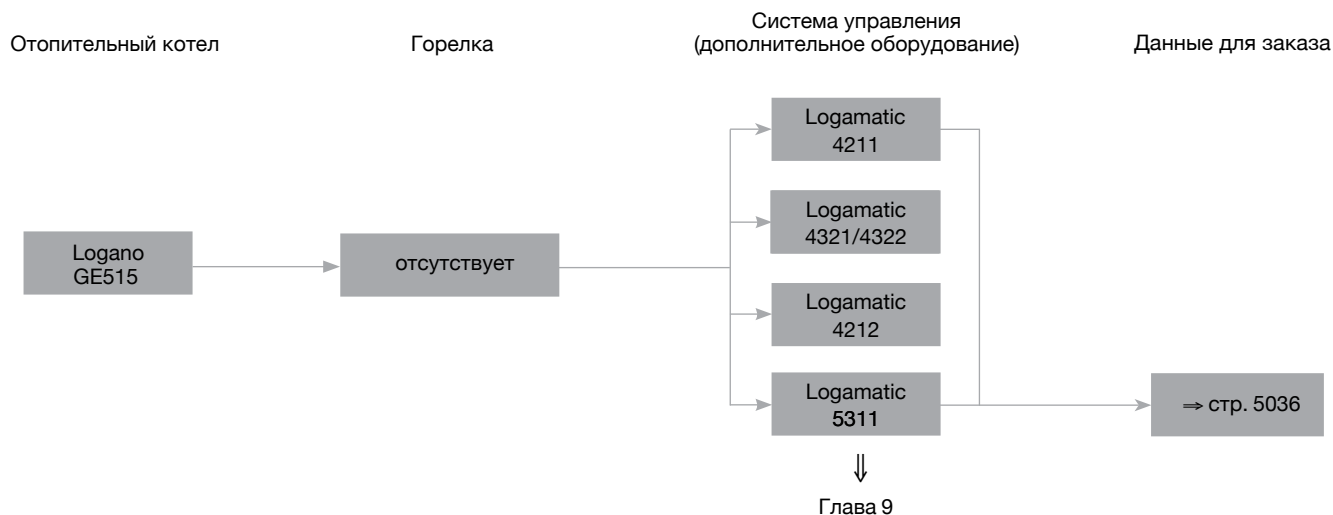 Отопительный котел
Горелка
Система управления
(дополнительное оборудование)
Данные для заказа
Logano
GE515
отсутствует
Logamatic
4211
Logamatic
4321/4322
Logamatic
4212
Logamatic
5311
⇒ стр. 5036
⇓
Глава 9